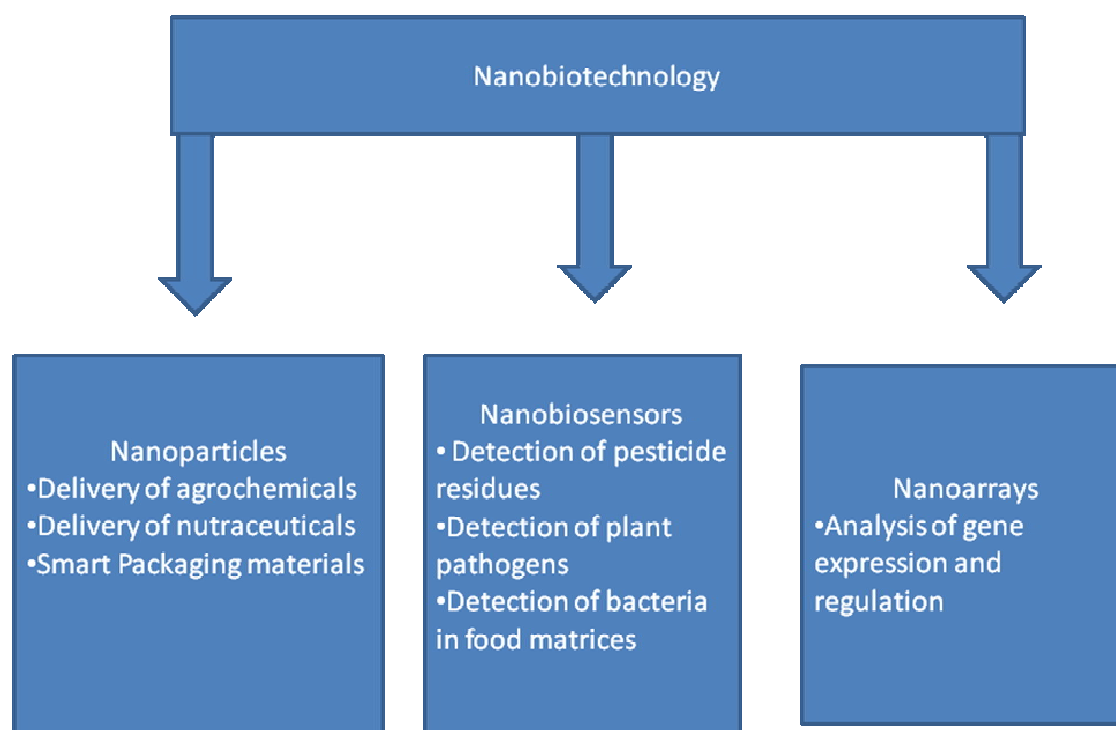 Nanobiotechnology
Nanoparticles
•Delivery of agrochemicals
•Delivery of nutraceuticals
•Smart Packaging materials
Nanobiosensors
• Detection of pesticide
residues
•Detection of plant
pathogens
•Detection of bacteria
in food matrices
Nanoarrays
•Analysis of gene
expression and
regulation